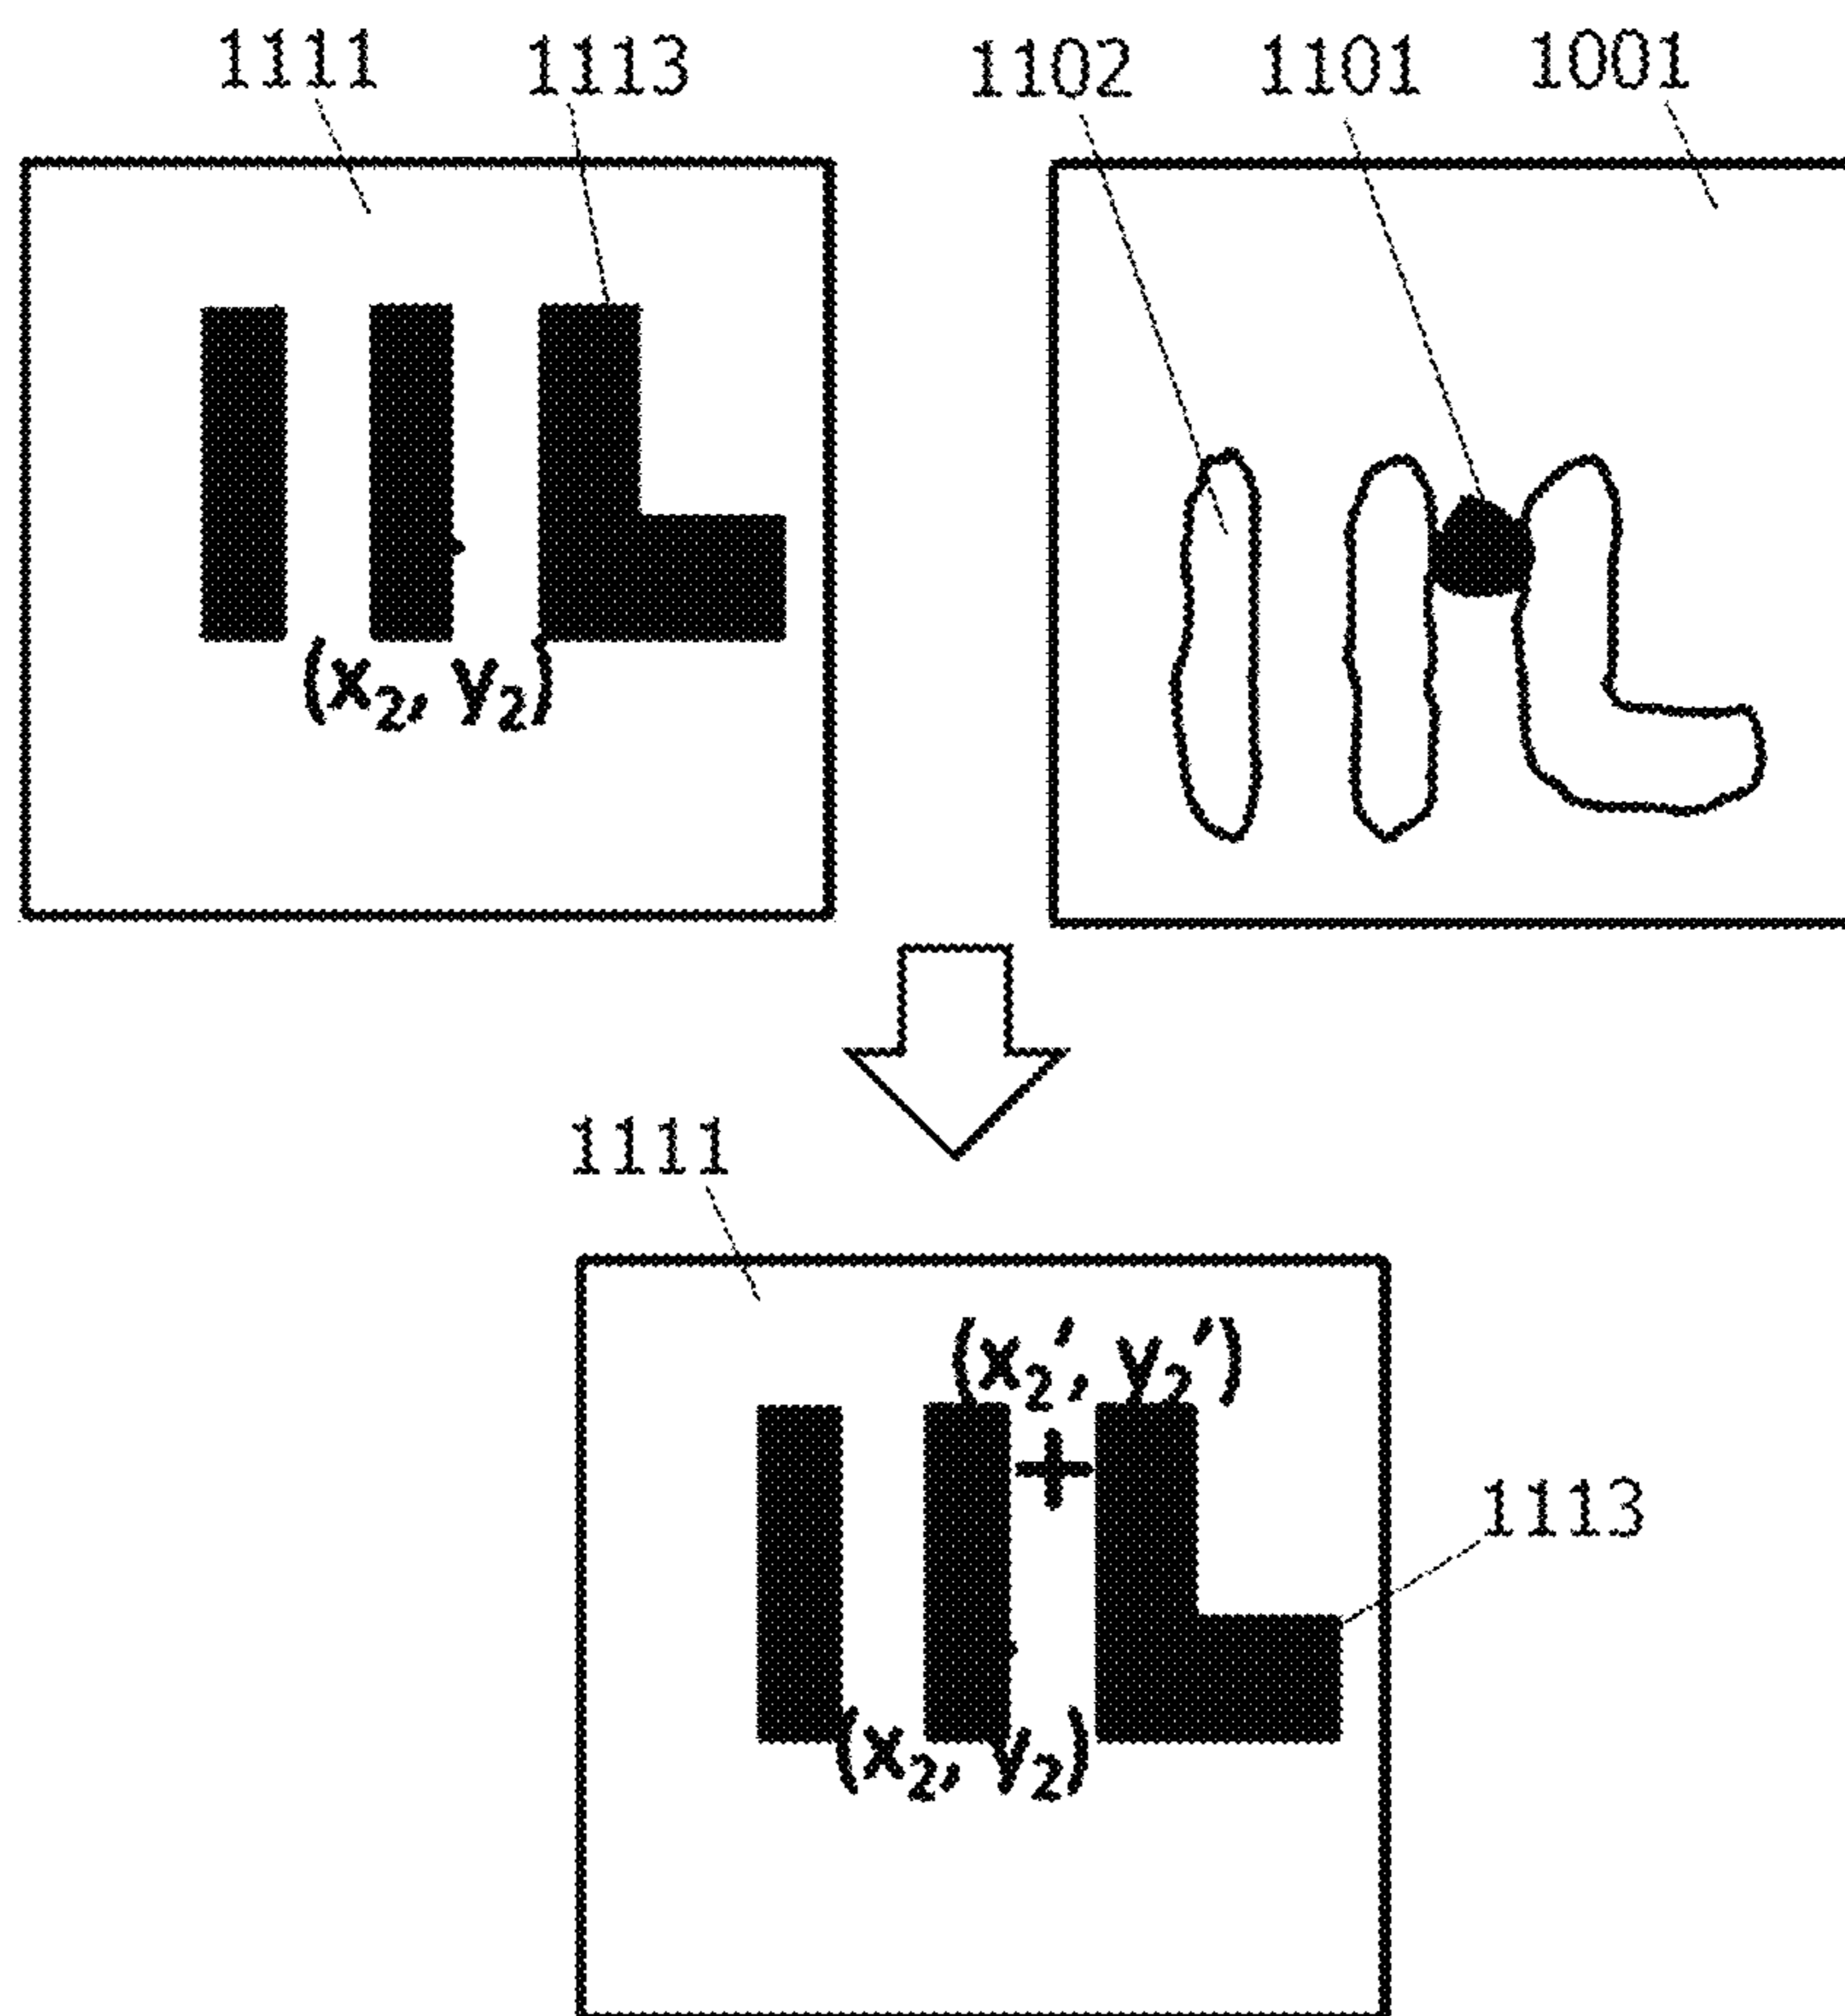 1111 1113 1102 1101 1001
(x₂, y₂)
1111
(x₂′, y₂′)
1113
(x₂, y₂)